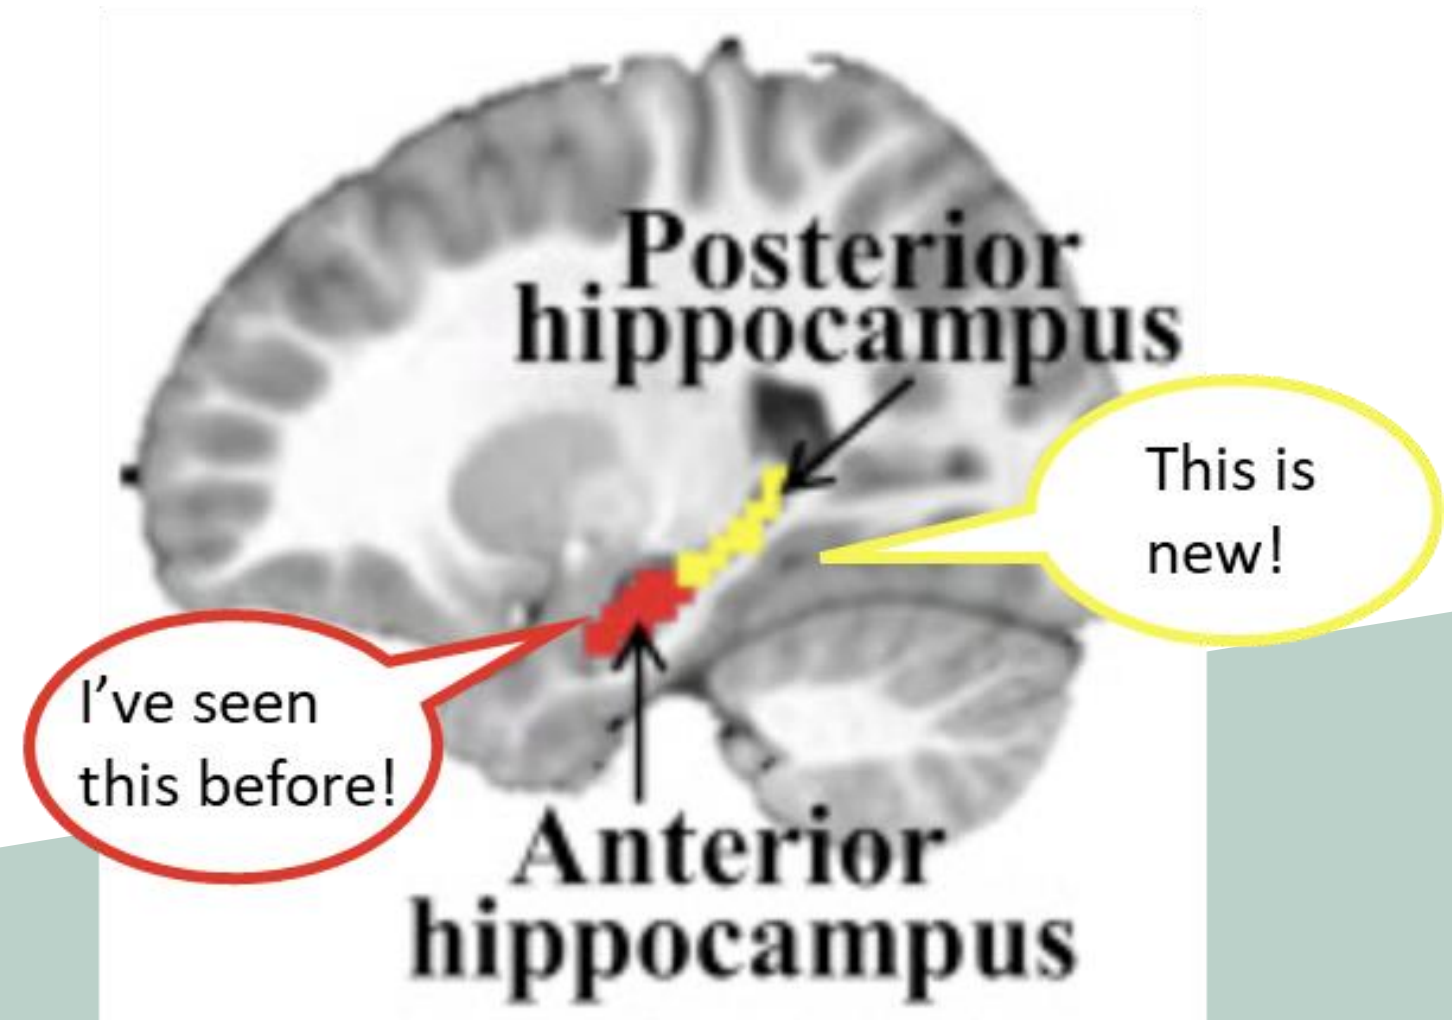 Posterior
hippocampus
This is
new!
I've seen
this before!
Anterior
hippocampus